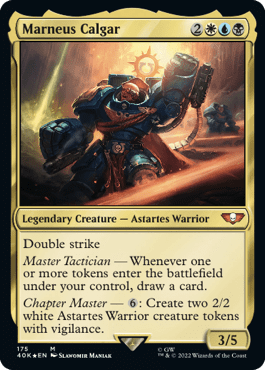 Marneus Calgar 2
Legendary Creature — Astartes Warrior
Double strike
Master Tactician — Whenever one
or more tokens enter the battlefield
under your control, draw a card.
Chapter Master — 6: Create two 2/2
white Astartes Warrior creature tokens
with vigilance.
3/5
175 M
40K★EN SLAWOMIR MANIAK
© GW
™ & © 2022 Wizards of the Coast